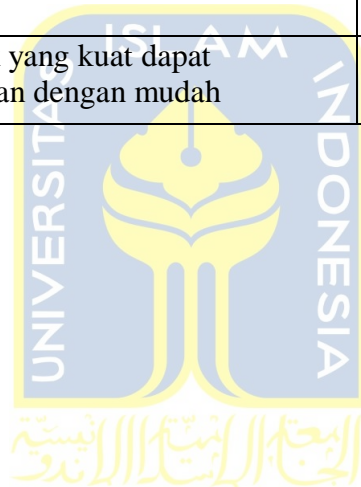 yang kuat dapat
an dengan mudah
ISLAM
UNIVERSITAS
INDONESIA